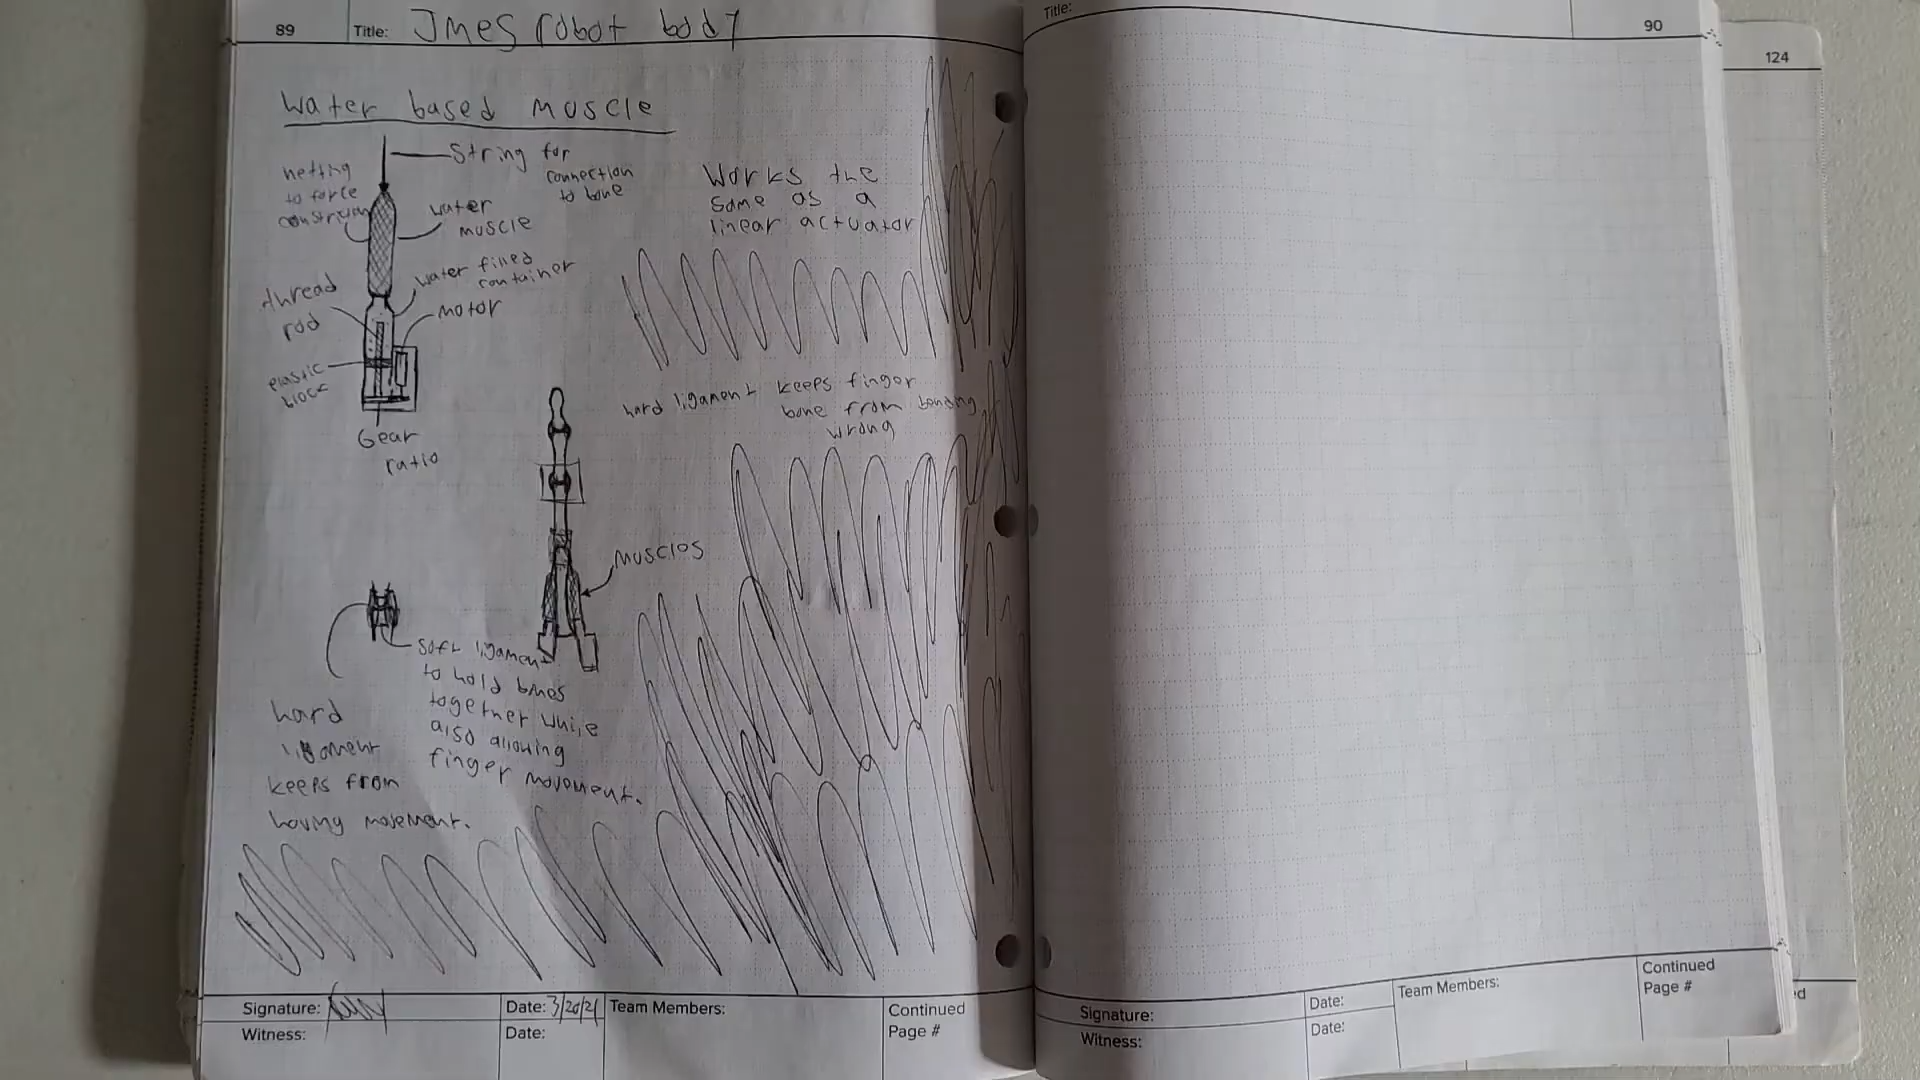 89
Title: Jmes robot body
Water based muscle
String for
connection
to bone
netting
to force
water
muscle
Works the
same as a
linear actuator
water filled
container
thread
rod
motor
plastic
block
Gear
ratio
hard ligament keeps finger
bone from bending
wrong
muscles
soft ligament
to hold bones
together while
also allowing
finger movement.
hard
ligament
keeps from
having movement.
Signature:
Date: 3/20/21
Team Members:
Continued
Page #
Witness:
Date:
Title:
90
124
Signature:
Date:
Team Members:
Continued
Page #
Witness:
Date:
ed